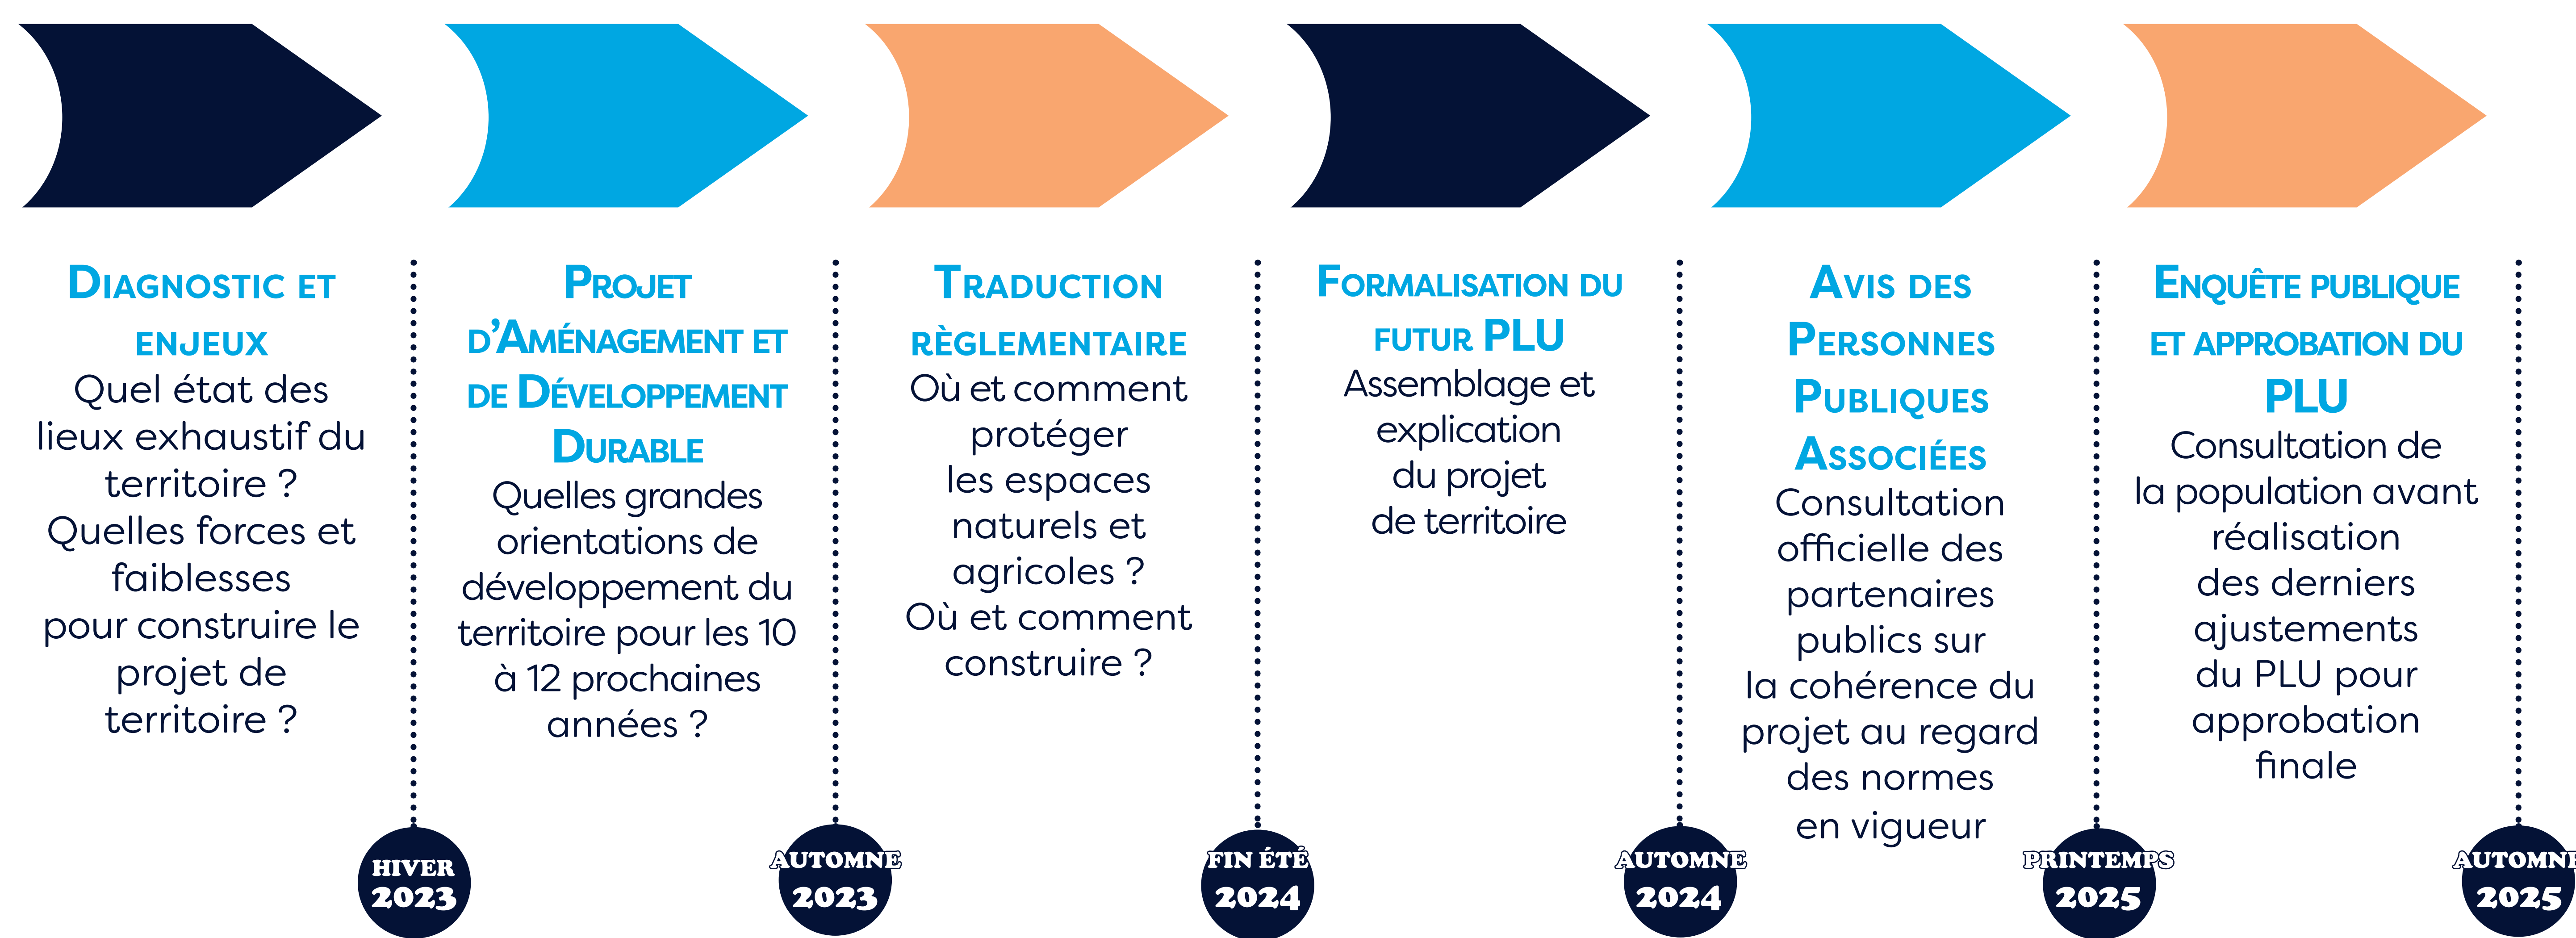 Diagnostic et
enjeux
Quel état des
lieux exhaustif du
territoire ?
Quelles forces et
faiblesses
pour construire le
projet de
territoire ?
HIVER
2023
Projet
d’Aménagement et
de Développement
Durable
Quelles grandes
orientations de
développement du
territoire pour les 10
à 12 prochaines
années ?
AUTOMNE
2023
Traduction
règlementaire
Où et comment
protéger
les espaces
naturels et
agricoles ?
Où et comment
construire ?
FIN ÉTÉ
2024
Formalisation du
futur PLU
Assemblage et
explication
du projet
de territoire
AUTOMNE
2024
Avis des
Personnes
Publiques
Associées
Consultation
officielle des
partenaires
publics sur
la cohérence du
projet au regard
des normes
en vigueur
PRINTEMPS
2025
Enquête publique
et approbation du
PLU
Consultation de
la population avant
réalisation
des derniers
ajustements
du PLU pour
approbation
finale
AUTOMNE
2025